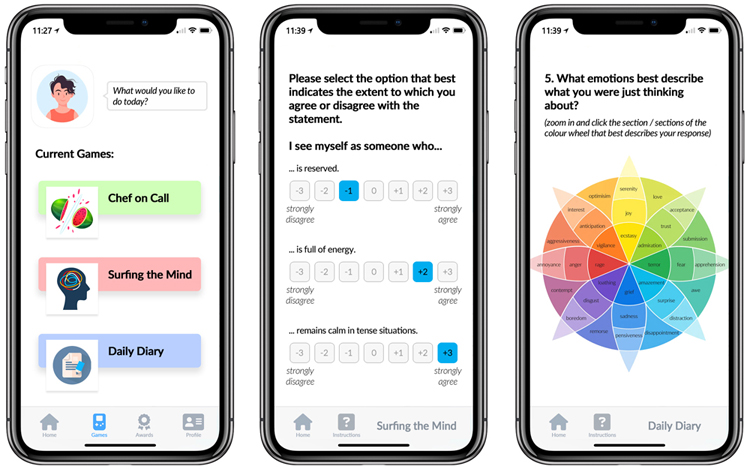 11:27
What would you like to
do today?
Current Games:
Chef on Call
Surfing the Mind
Daily Diary
Home
Games
Awards
Profile
11:39
Please select the option that best
indicates the extent to which you
agree or disagree with the
statement.
I see myself as someone who...
... is reserved.
-3 -2 -1 0 +1 +2 +3
strongly
disagree
strongly
agree
... is full of energy.
-3 -2 -1 0 +1 +2 +3
strongly
disagree
strongly
agree
... remains calm in tense situations.
-3 -2 -1 0 +1 +2 +3
strongly
disagree
strongly
agree
Home
Instructions
Surfing the Mind
11:39
5. What emotions best describe
what you were just thinking
about?
(zoom in and click the section / sections of the
colour wheel that best describes your response)
serenity
optimism
love
interest
joy
acceptance
anticipation
trust
aggressiveness
ecstasy
submission
vigilance
admiration
annoyance
anger
rage
terror
fear
apprehension
contempt
loathing
amazement
awe
disgust
grief
surprise
boredom
sadness
distraction
remorse
pensiveness
disappointment
Home
Instructions
Daily Diary